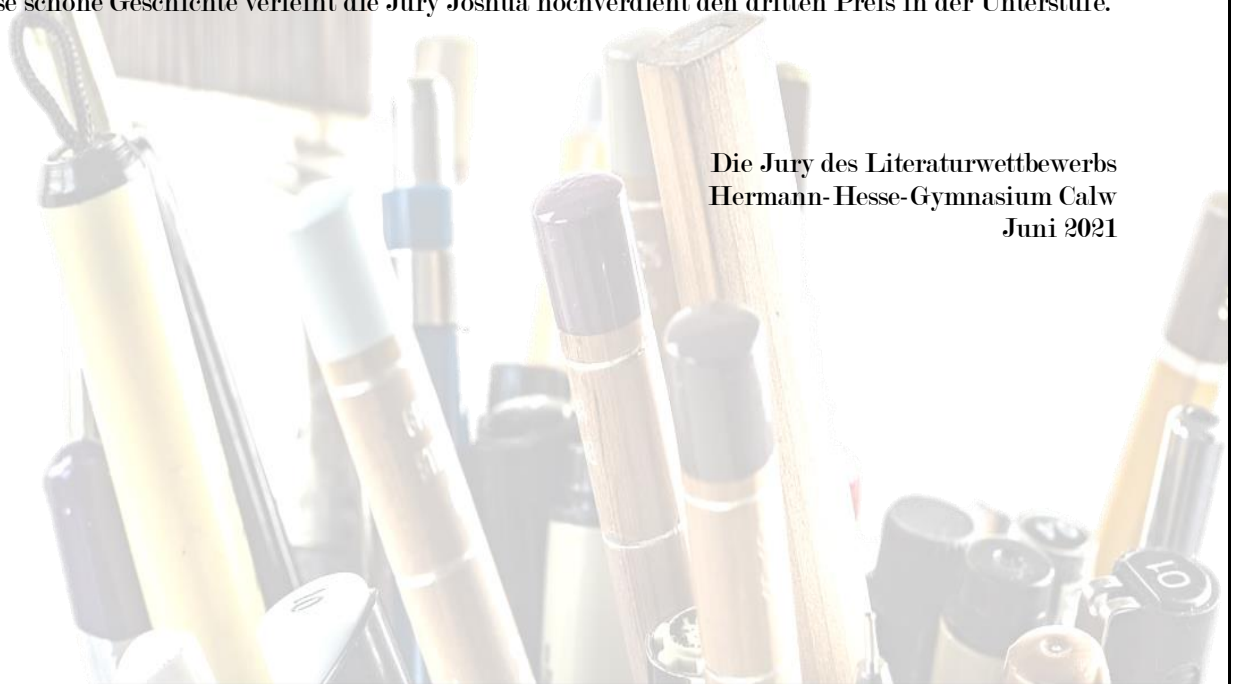 se schöne Geschichte verleiht die Jury Joshua hochverdient den dritten Preis in der Unterstufe.
Die Jury des Literaturwettbewerbs
Hermann-Hesse-Gymnasium Calw
Juni 2021
10